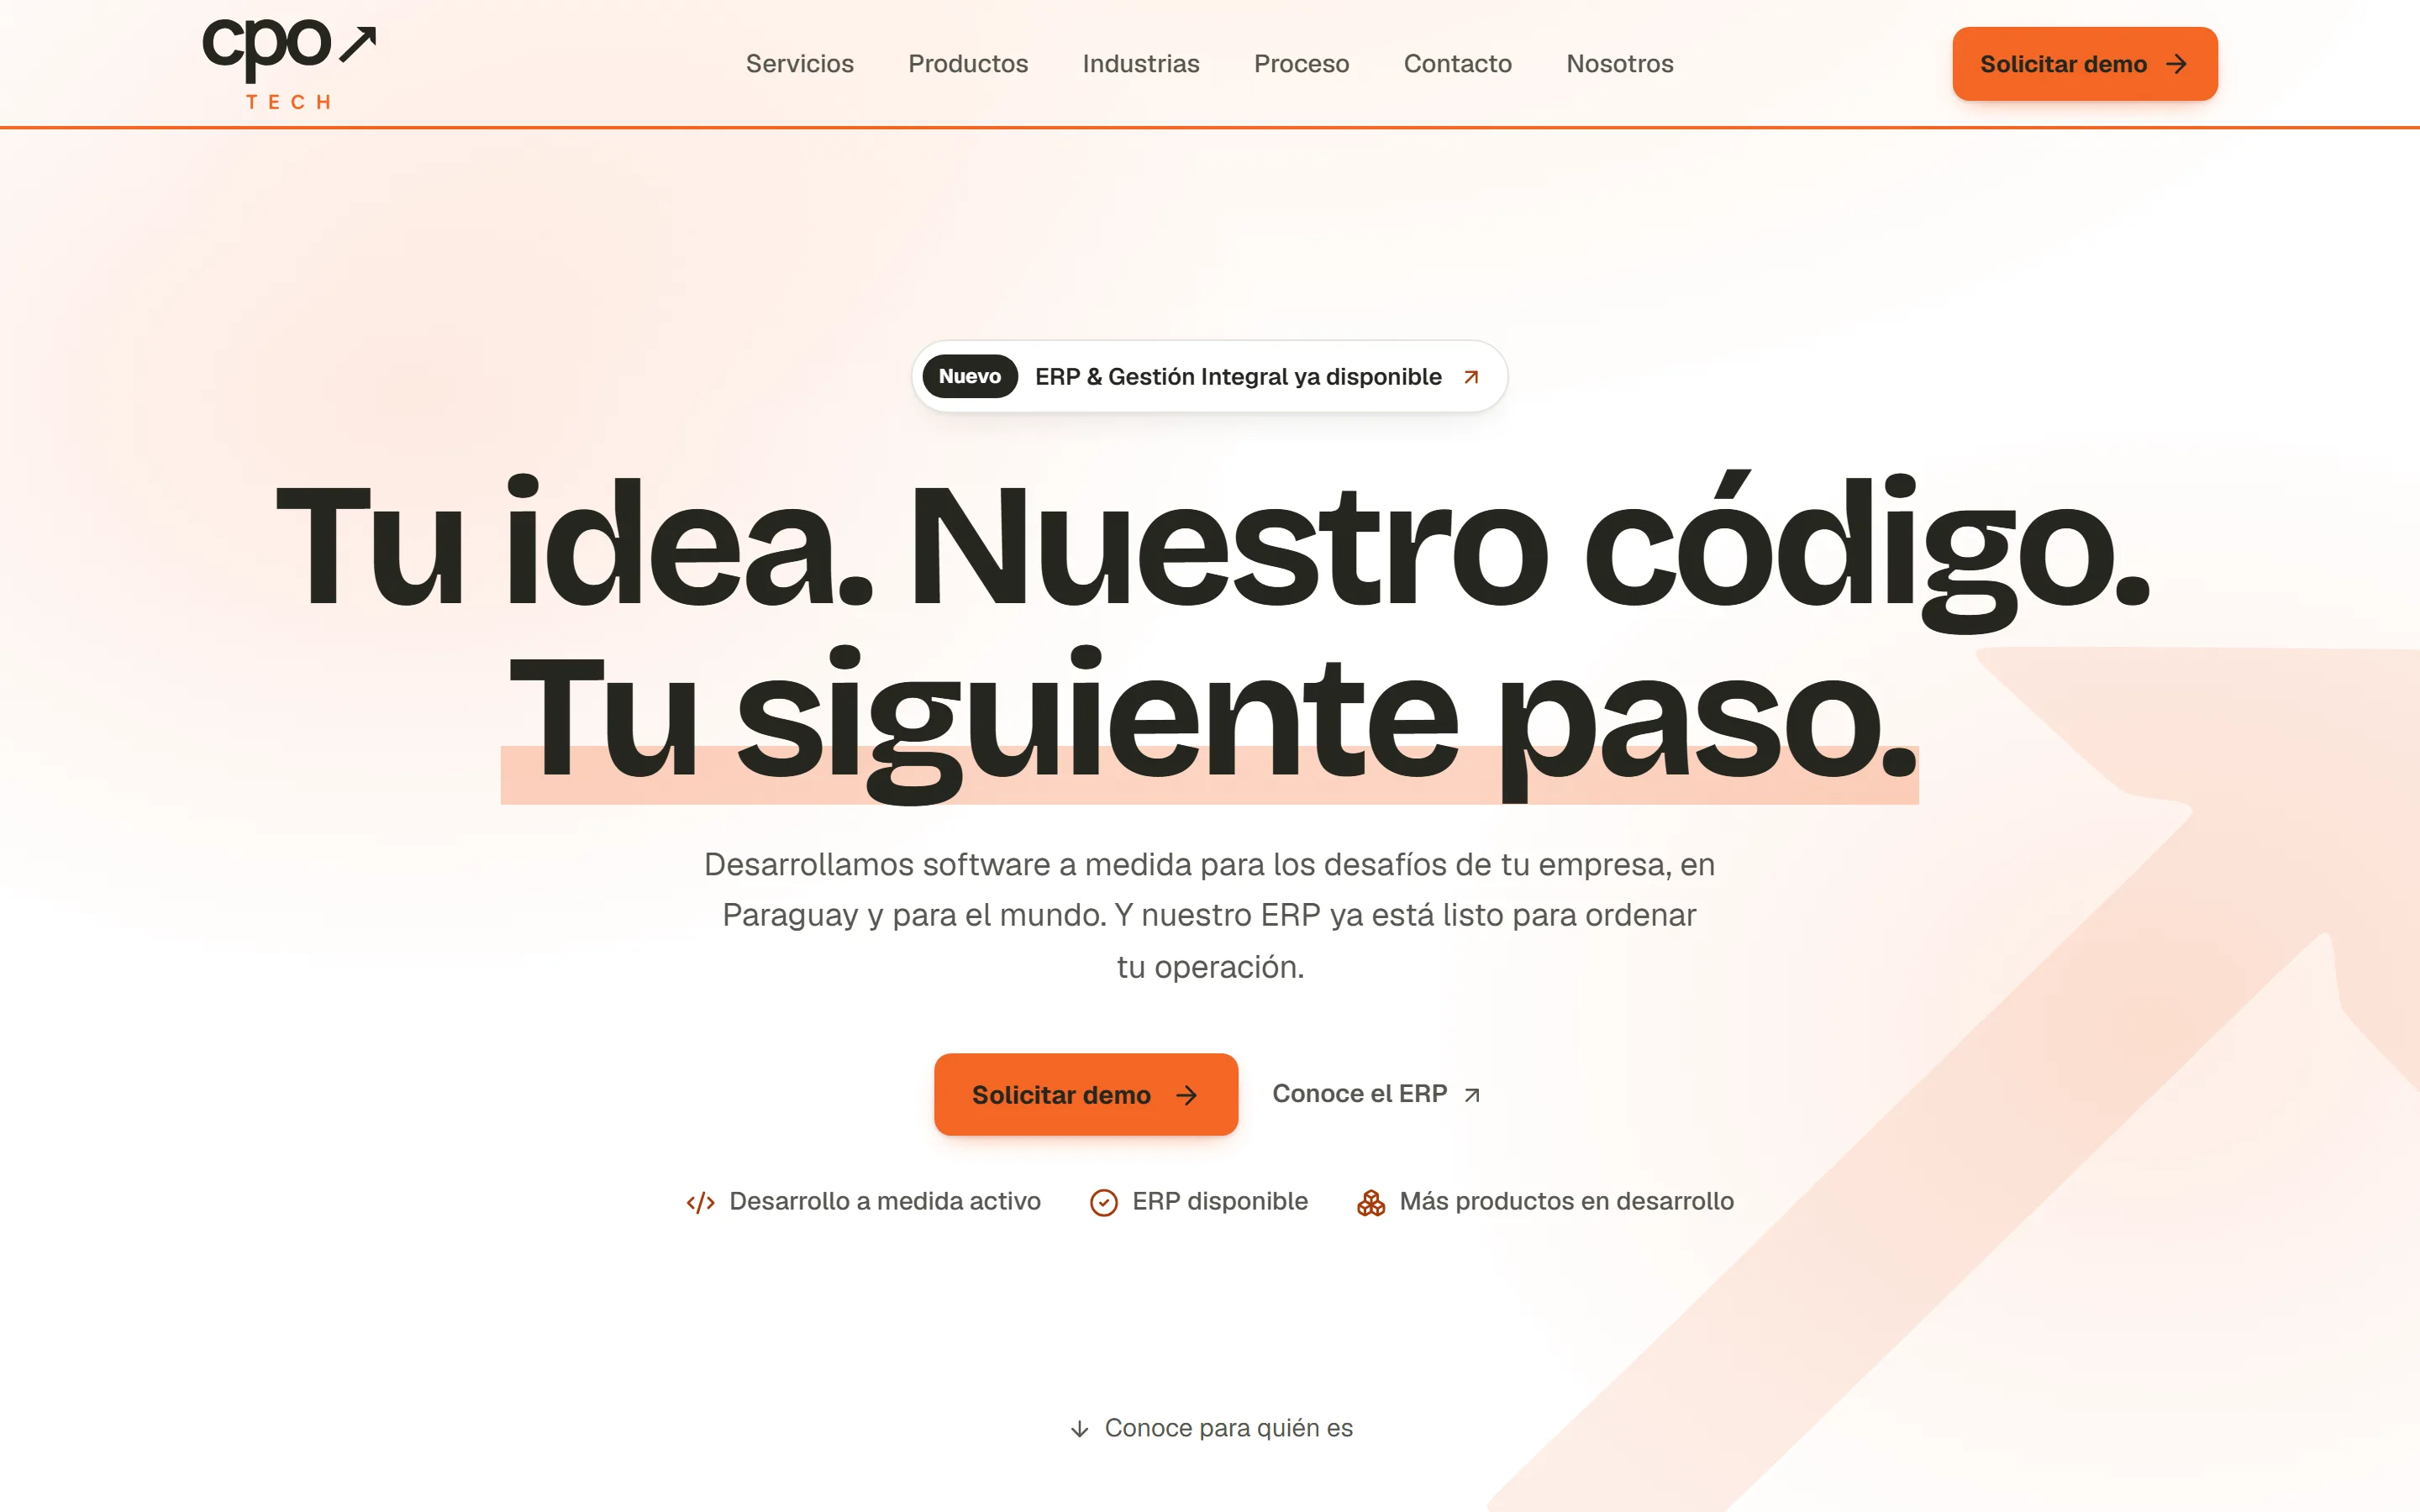 cpo
TECH
Servicios
Productos
Industrias
Proceso
Contacto
Nosotros
Solicitar demo
Nuevo
ERP & Gestión Integral ya disponible
Tu idea. Nuestro código.
Tu siguiente paso.
Desarrollamos software a medida para los desafíos de tu empresa, en
Paraguay y para el mundo. Y nuestro ERP ya está listo para ordenar
tu operación.
Solicitar demo
Conoce el ERP
Desarrollo a medida activo
ERP disponible
Más productos en desarrollo
Conoce para quién es